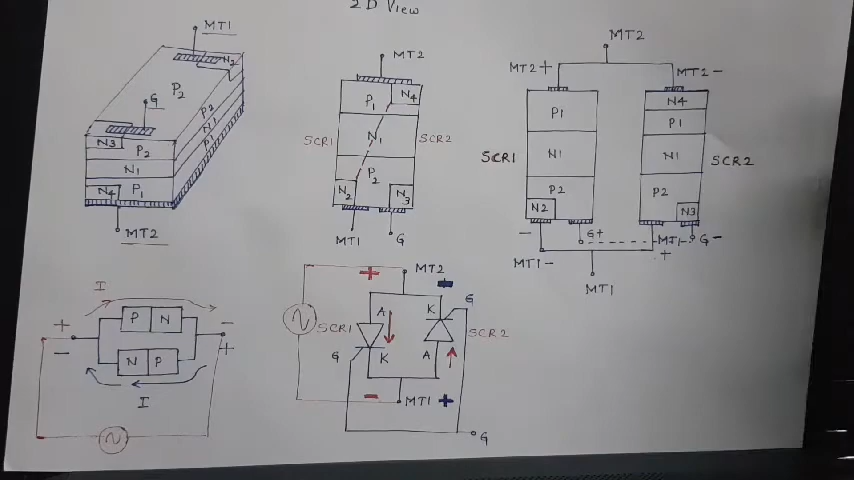 2D View
MT1
N2
P2
G
N3
P2
N1
P1
N4
P2
N1
P1
MT2
MT2
P1
N4
N1
P2
N2
N3
SCR1
SCR2
MT1
G
MT2
MT2+
MT2-
P1
N1
P2
N2
SCR1
N4
P1
N1
P2
N3
SCR2
-
G+
MT1-
G-
MT1-
+
MT1
I
P N
N P
+
-
-
+
I
MT2
+
-
SCR1
A
K
G
K
A
G
SCR2
-
MT1
+
G